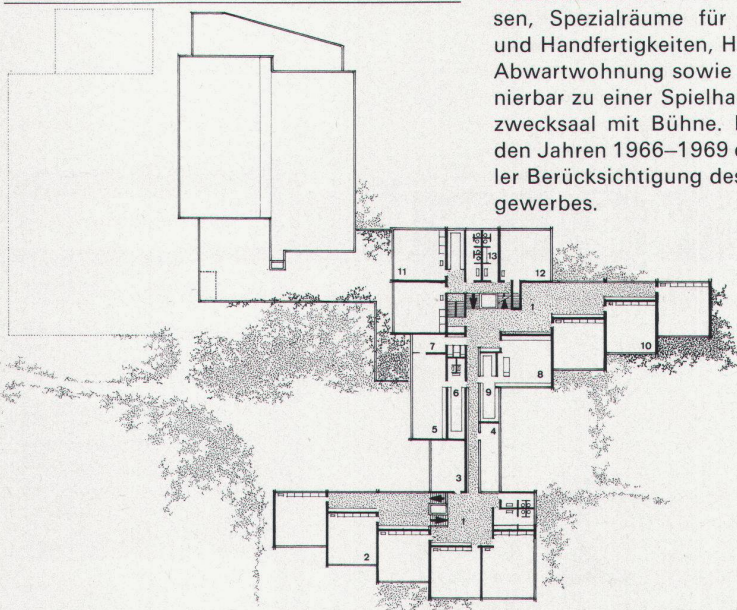 sen, Spezialräume für
und Handfertigkeiten, H
Abwartwohnung sowie
nierbar zu einer Spielha
zwecksaal mit Bühne.
den Jahren 1966–1969
ler Berücksichtigung des
gewerbes.
13
11
12
1
7
10
8
6
9
5
4
3
1
2